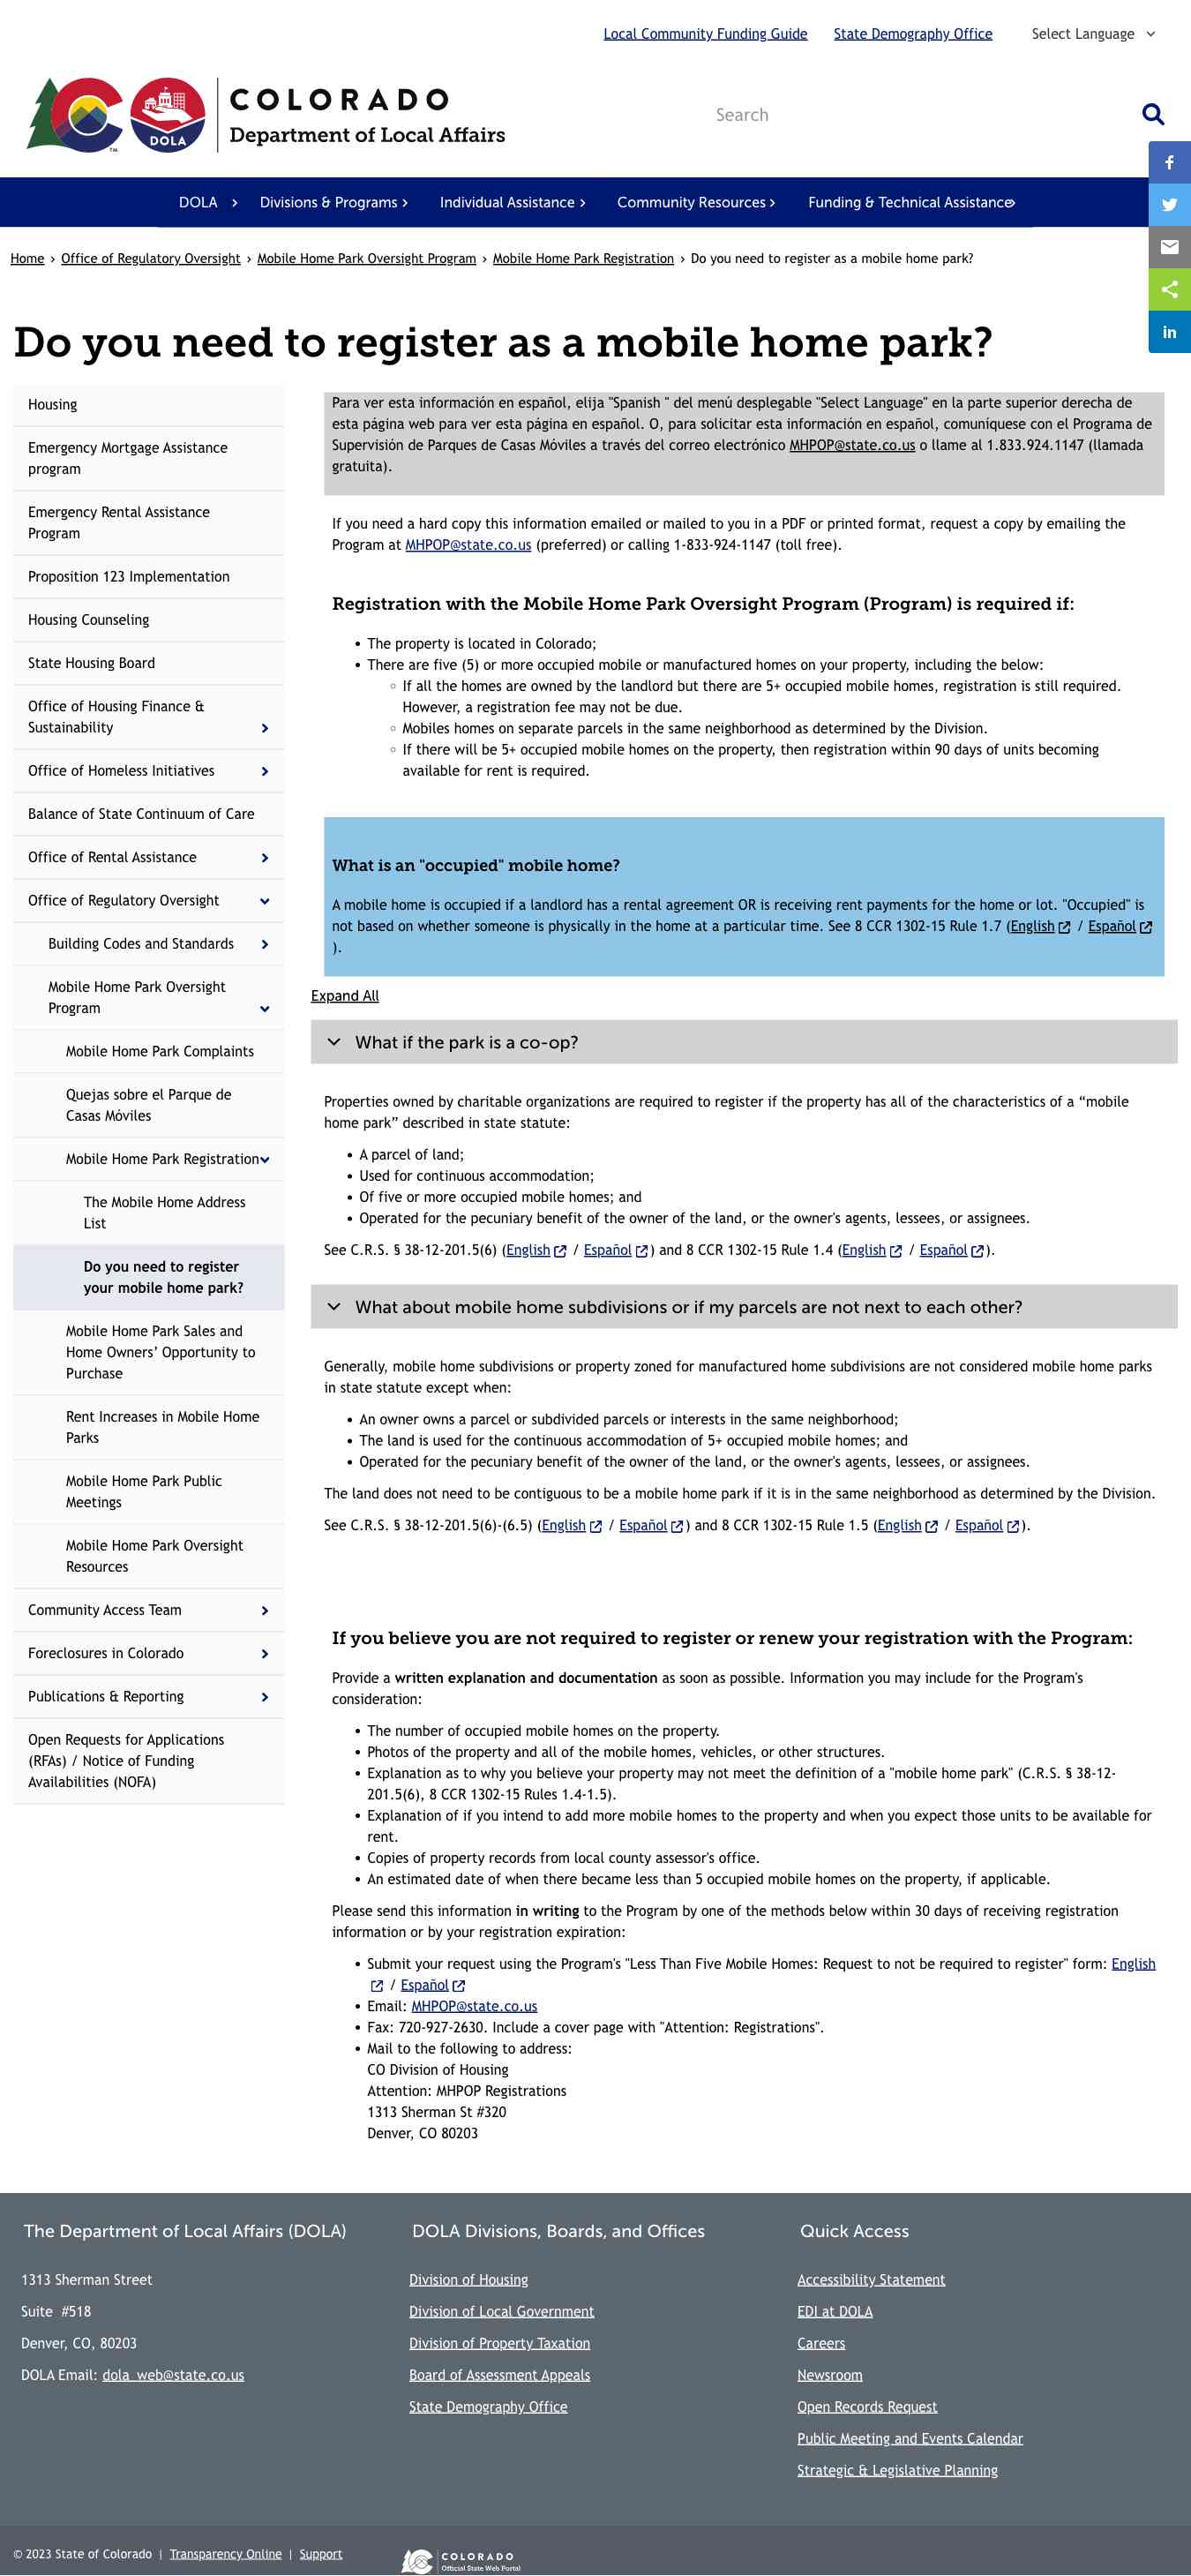 Local Community Funding Guide State Demography Office Select Language
COLORADO
Department of Local Affairs
DOLA
TM
Search
DOLA Divisions & Programs Individual Assistance Community Resources Funding & Technical Assistance
Home › Office of Regulatory Oversight › Mobile Home Park Oversight Program › Mobile Home Park Registration › Do you need to register as a mobile home park?
Do you need to register as a mobile home park?
Housing
Emergency Mortgage Assistance
program
Emergency Rental Assistance
Program
Proposition 123 Implementation
Housing Counseling
State Housing Board
Office of Housing Finance &
Sustainability
Office of Homeless Initiatives
Balance of State Continuum of Care
Office of Rental Assistance
Office of Regulatory Oversight
Building Codes and Standards
Mobile Home Park Oversight
Program
Mobile Home Park Complaints
Quejas sobre el Parque de
Casas Móviles
Mobile Home Park Registration
The Mobile Home Address
List
Do you need to register
your mobile home park?
Mobile Home Park Sales and
Home Owners’ Opportunity to
Purchase
Rent Increases in Mobile Home
Parks
Mobile Home Park Public
Meetings
Mobile Home Park Oversight
Resources
Community Access Team
Foreclosures in Colorado
Publications & Reporting
Open Requests for Applications
(RFAs) / Notice of Funding
Availabilities (NOFA)
Para ver esta información en español, elija "Spanish " del menú desplegable "Select Language" en la parte superior derecha de
esta página web para ver esta página en español. O, para solicitar esta información en español, comuníquese con el Programa de
Supervisión de Parques de Casas Móviles a través del correo electrónico MHPOP@state.co.us o llame al 1.833.924.1147 (llamada
gratuita).
If you need a hard copy this information emailed or mailed to you in a PDF or printed format, request a copy by emailing the
Program at MHPOP@state.co.us (preferred) or calling 1-833-924-1147 (toll free).
Registration with the Mobile Home Park Oversight Program (Program) is required if:
• The property is located in Colorado;
• There are five (5) or more occupied mobile or manufactured homes on your property, including the below:
◦ If all the homes are owned by the landlord but there are 5+ occupied mobile homes, registration is still required.
However, a registration fee may not be due.
◦ Mobiles homes on separate parcels in the same neighborhood as determined by the Division.
◦ If there will be 5+ occupied mobile homes on the property, then registration within 90 days of units becoming
available for rent is required.
What is an "occupied" mobile home?
A mobile home is occupied if a landlord has a rental agreement OR is receiving rent payments for the home or lot. "Occupied" is
not based on whether someone is physically in the home at a particular time. See 8 CCR 1302-15 Rule 1.7 (English / Español
).
Expand All
What if the park is a co-op?
Properties owned by charitable organizations are required to register if the property has all of the characteristics of a “mobile
home park” described in state statute:
• A parcel of land;
• Used for continuous accommodation;
• Of five or more occupied mobile homes; and
• Operated for the pecuniary benefit of the owner of the land, or the owner's agents, lessees, or assignees.
See C.R.S. § 38-12-201.5(6) (English / Español) and 8 CCR 1302-15 Rule 1.4 (English / Español).
What about mobile home subdivisions or if my parcels are not next to each other?
Generally, mobile home subdivisions or property zoned for manufactured home subdivisions are not considered mobile home parks
in state statute except when:
• An owner owns a parcel or subdivided parcels or interests in the same neighborhood;
• The land is used for the continuous accommodation of 5+ occupied mobile homes; and
• Operated for the pecuniary benefit of the owner of the land, or the owner's agents, lessees, or assignees.
The land does not need to be contiguous to be a mobile home park if it is in the same neighborhood as determined by the Division.
See C.R.S. § 38-12-201.5(6)-(6.5) (English / Español) and 8 CCR 1302-15 Rule 1.5 (English / Español).
If you believe you are not required to register or renew your registration with the Program:
Provide a written explanation and documentation as soon as possible. Information you may include for the Program's
consideration:
• The number of occupied mobile homes on the property.
• Photos of the property and all of the mobile homes, vehicles, or other structures.
• Explanation as to why you believe your property may not meet the definition of a "mobile home park" (C.R.S. § 38-12-
201.5(6), 8 CCR 1302-15 Rules 1.4-1.5).
• Explanation of if you intend to add more mobile homes to the property and when you expect those units to be available for
rent.
• Copies of property records from local county assessor's office.
• An estimated date of when there became less than 5 occupied mobile homes on the property, if applicable.
Please send this information in writing to the Program by one of the methods below within 30 days of receiving registration
information or by your registration expiration:
• Submit your request using the Program's "Less Than Five Mobile Homes: Request to not be required to register" form: English
/ Español
• Email: MHPOP@state.co.us
• Fax: 720-927-2630. Include a cover page with "Attention: Registrations".
• Mail to the following to address:
CO Division of Housing
Attention: MHPOP Registrations
1313 Sherman St #320
Denver, CO 80203
The Department of Local Affairs (DOLA)
1313 Sherman Street
Suite #518
Denver, CO, 80203
DOLA Email: dola_web@state.co.us
DOLA Divisions, Boards, and Offices
Division of Housing
Division of Local Government
Division of Property Taxation
Board of Assessment Appeals
State Demography Office
Quick Access
Accessibility Statement
EDI at DOLA
Careers
Newsroom
Open Records Request
Public Meeting and Events Calendar
Strategic & Legislative Planning
© 2023 State of Colorado | Transparency Online | Support
COLORADO
Official State Web Portal